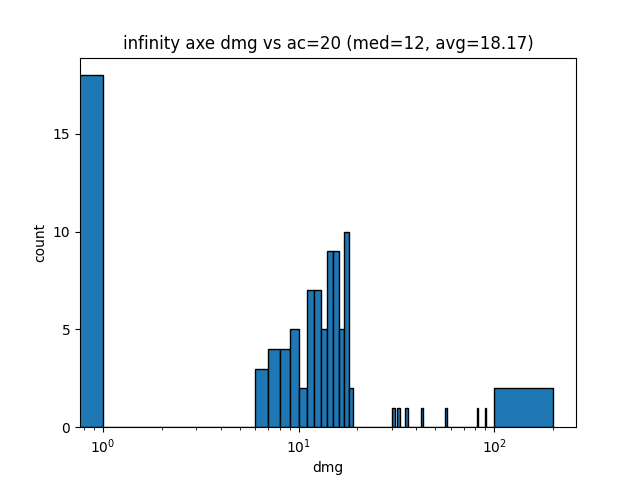 infinity axe dmg vs ac=20 (med=12, avg=18.17)
count
15
10
5
0
10⁰
10¹
10²
dmg